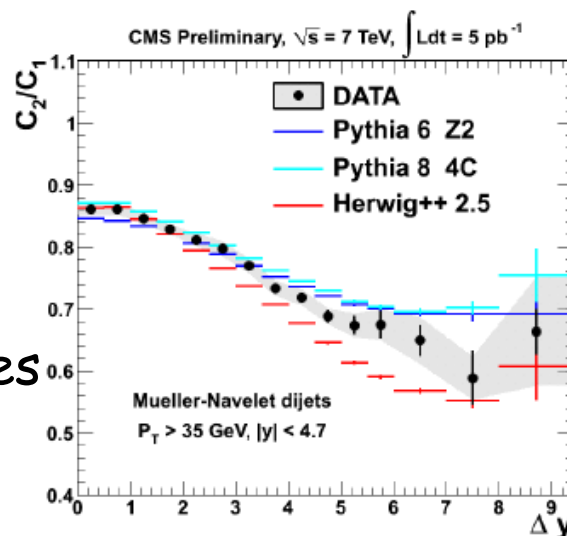 CMS Preliminary, √s = 7 TeV, ∫Ldt = 5 pb⁻¹
C₂/C₁
1.1
1
0.9
0.8
0.7
0.6
0.5
0.4
DATA
Pythia 6 Z2
Pythia 8 4C
Herwig++ 2.5
es
Mueller-Navelet dijets
P_T > 35 GeV, |y| < 4.7
0 1 2 3 4 5 6 7 8 9
Δ y